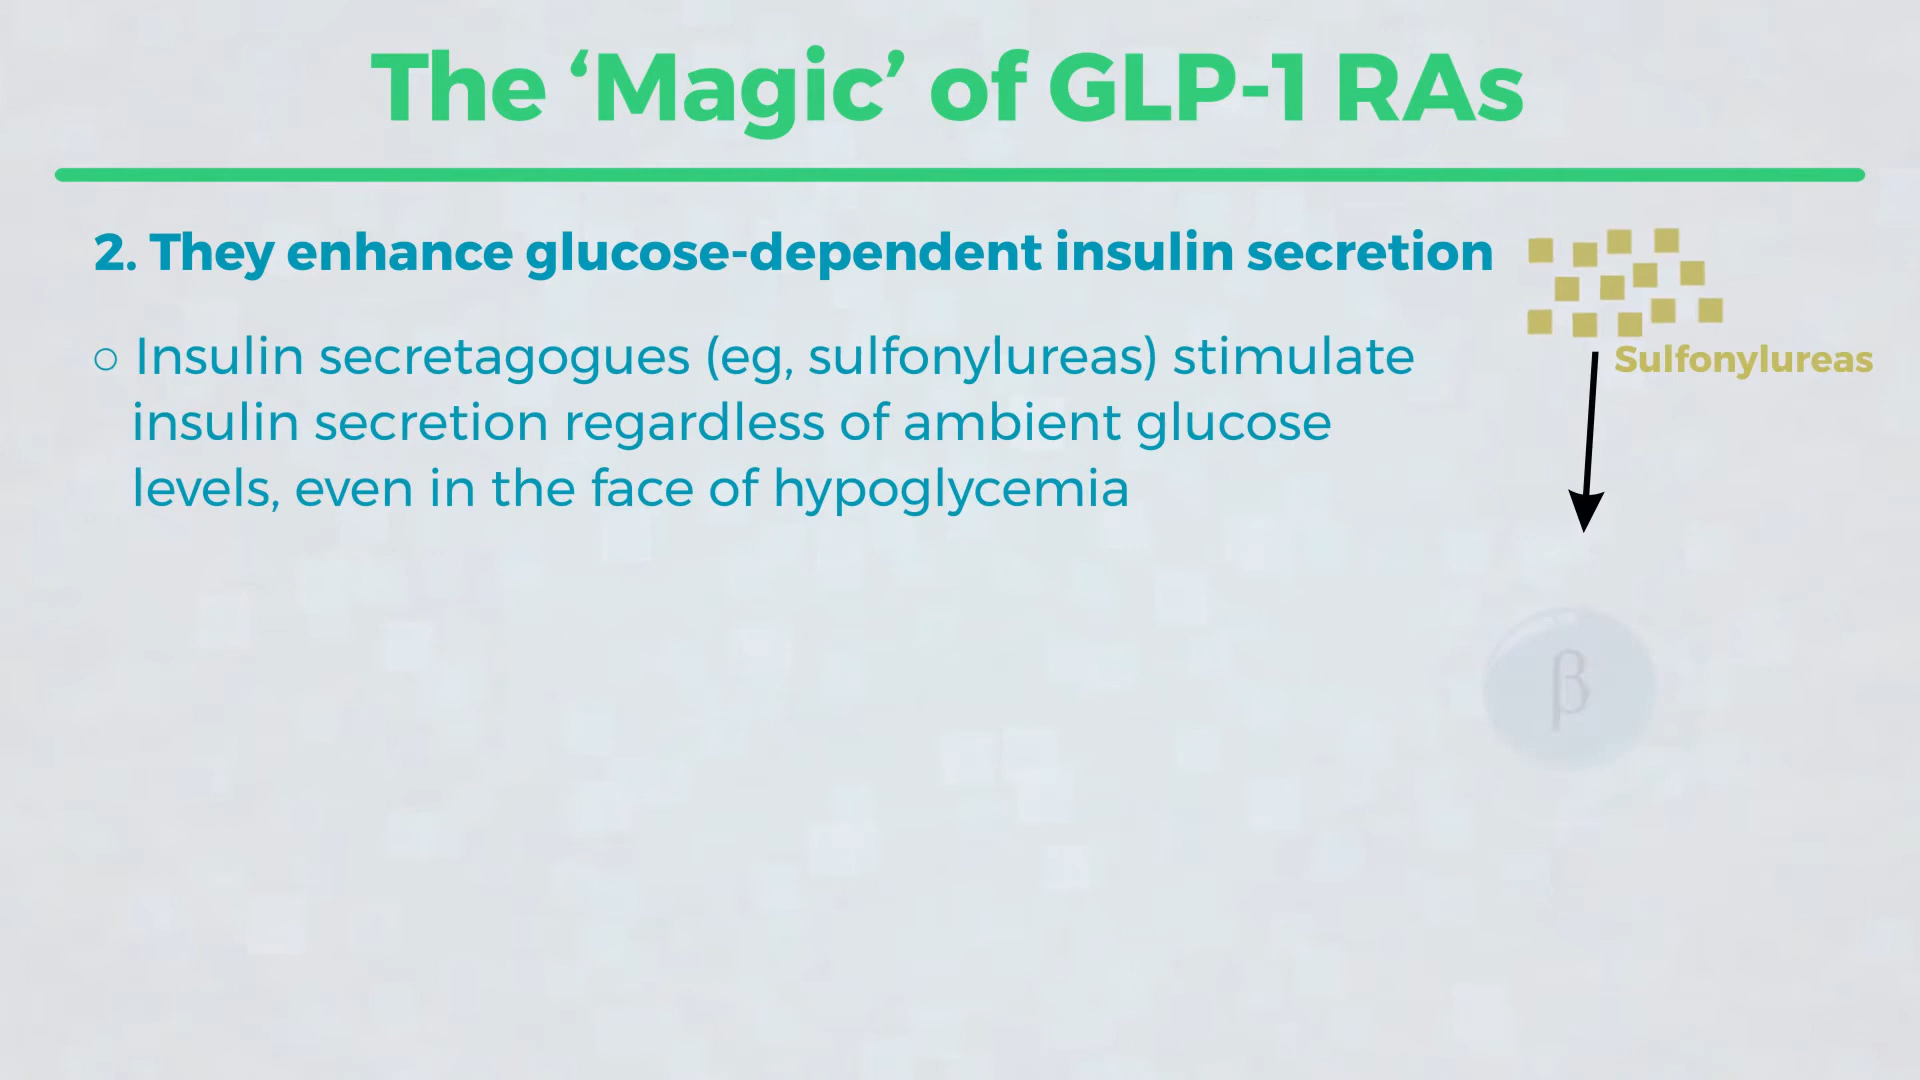 The ‘Magic’ of GLP-1 RAs
2. They enhance glucose-dependent insulin secretion
○ Insulin secretagogues (eg, sulfonylureas) stimulate
insulin secretion regardless of ambient glucose
levels, even in the face of hypoglycemia
Sulfonylureas
β